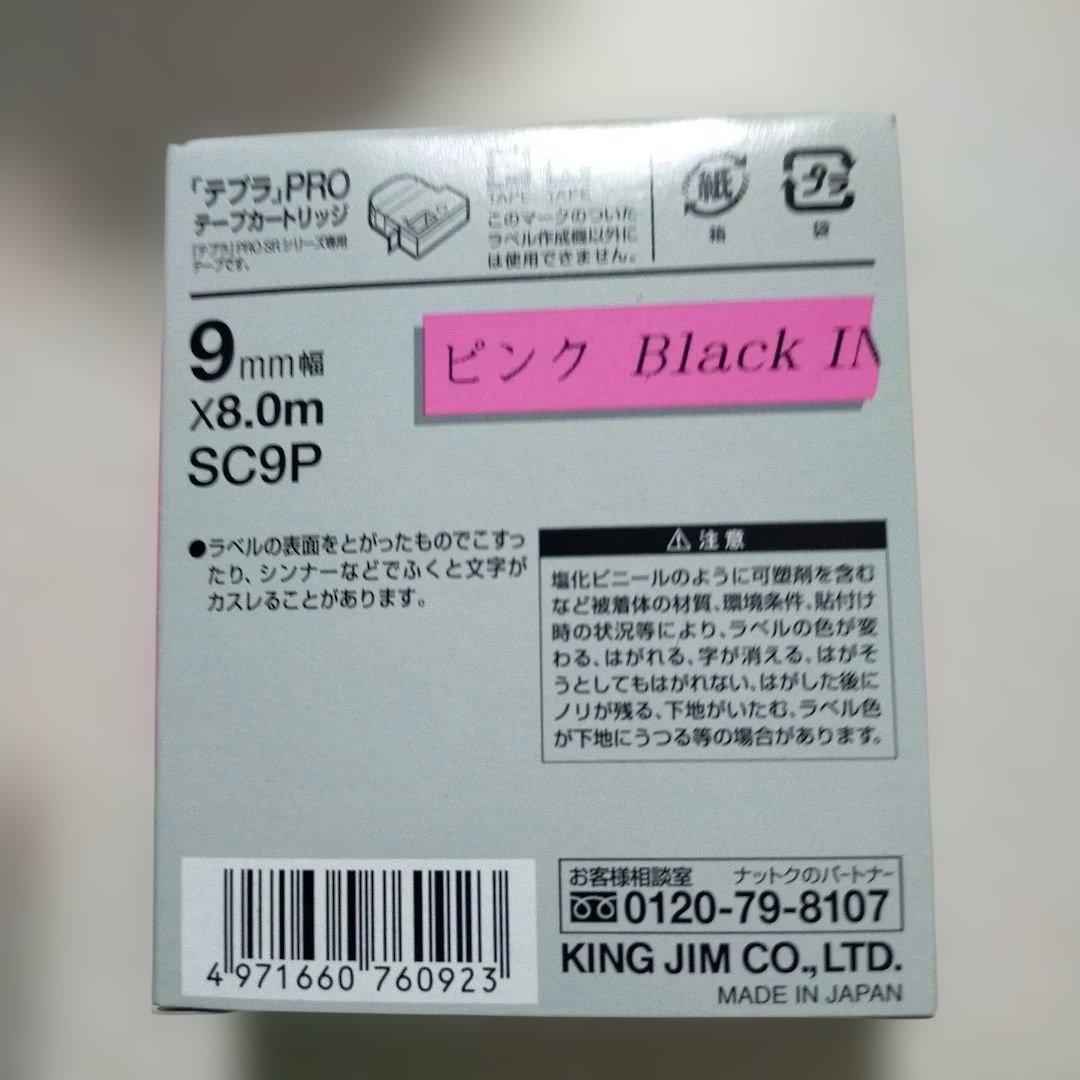 「テプラ」PRO
テープカートリッジ
「テプラ」PRO SRシリーズ専用
テープです。
TAPE TAPE
このマークのついた
ラベル作成機以外に
は使用できません。
紙
箱
プラ
袋
9mm幅
X8.0m
SC9P
ピンク Black IN
●ラベルの表面をとがったものでこすっ
たり、シンナーなどでふくと文字が
カスレることがあります。
⚠注意
塩化ビニールのように可塑剤を含む
など被着体の材質、環境条件、貼付け
時の状況等により、ラベルの色が変
わる、はがれる、字が消える、はがそ
うとしてもはがれない、はがした後に
ノリが残る、下地がいたむ、ラベル色
が下地にうつる等の場合があります。
4 971660 760923
お客様相談室 ナットクのパートナー
0120-79-8107
KING JIM CO.,LTD.
MADE IN JAPAN